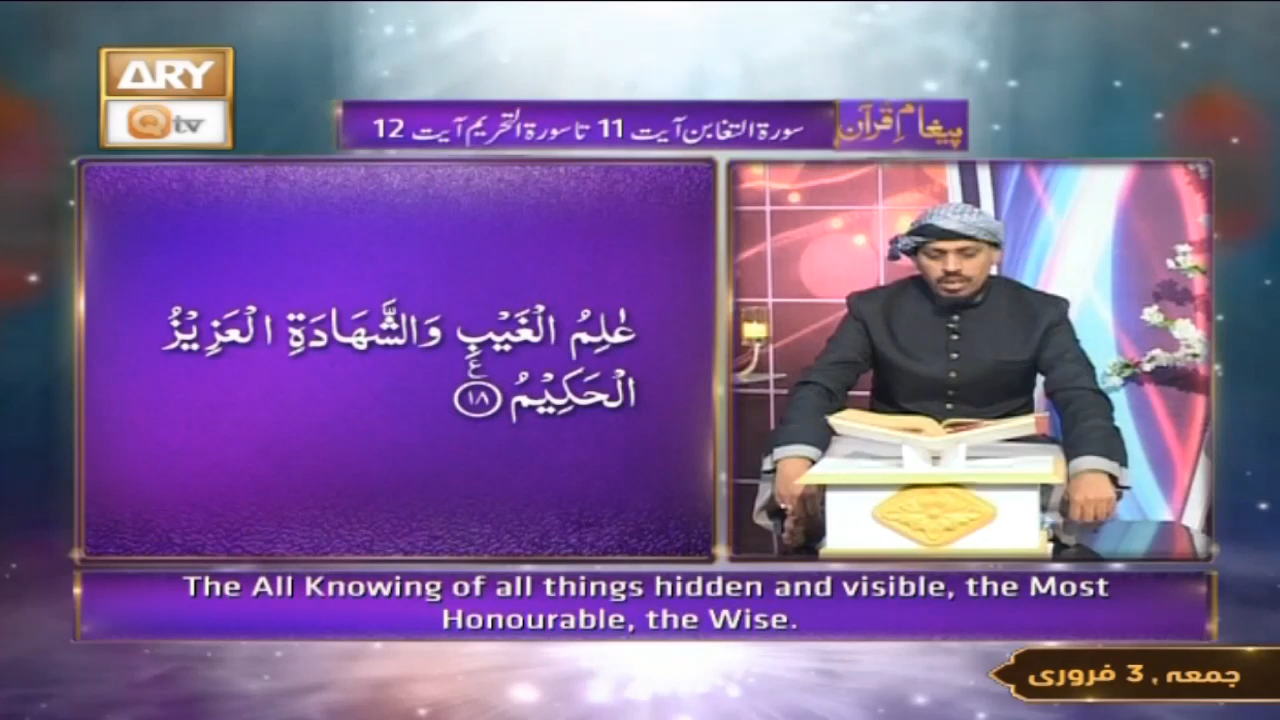 ARY
Qtv
پیغامِ قرآن
سورۃ التغابن آیت 11 تا سورۃ التحریم آیت 12
عٰلِمُ الْغَیْبِ وَالشَّهَادَةِ الْعَزِیْزُ
الْحَكِیْمُ ۝١٨ ع
The All Knowing of all things hidden and visible, the Most
Honourable, the Wise.
جمعہ , 3 فروری